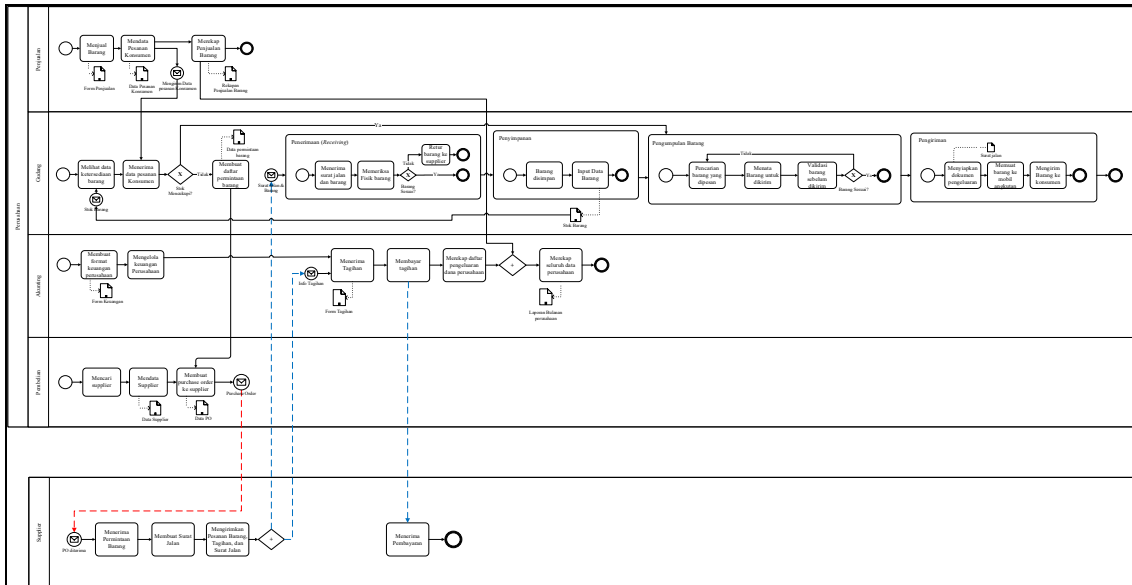 Perusahaan
Penjualan
Menjual
Barang
Mendata
Pesanan
Konsumen
Merekap
Penjualan
Barang
Form Penjualan
Data Pesanan
Konsumen
Mengirim Data
pesanan Konsumen
Rekapan
Penjualan Barang
Gudang
Melihat data
ketersediaan
barang
Menerima
data pesanan
Konsumen
X
Stok
Mencukupi?
Ya
Tidak
Membuat
daftar
permintaan
barang
Data permintaan
barang
Stok Barang
Surat Jalan &
Barang
Penerimaan (Receiving)
Menerima
surat jalan
dan barang
Memeriksa
Fisik barang
X
Barang
Sesuai?
Tidak
Retur
barang ke
supplier
Penyimpanan
Barang
disimpan
Input Data
Barang
Stok Barang
Pengumpulan Barang
Tidak
Pencarian
barang yang
dipesan
Menata
Barang untuk
dikirim
Validasi
barang
sebelum
dikirim
X
Ya
Barang Sesuai?
Pengiriman
Surat jalan
Menyiapkan
dokumen
pengeluaran
Memuat
barang ke
mobil
angkutan
Mengirim
Barang ke
konsumen
Akunting
Membuat
format
keuangan
perusahaan
Mengelola
keuangan
Perusahaan
Form Keuangan
Info Tagihan
Menerima
Tagihan
Form Tagihan
Membayar
tagihan
Merekap daftar
pengeluaran
dana perusahaan
+
Merekap
seluruh data
perusahaan
Laporan Bulanan
perusahaan
Pembelian
Mencari
supplier
Mendata
Supplier
Membuat
purchase order
ke supplier
Purchase Order
Data Supplier
Data PO
Supplier
PO diterima
Menerima
Permintaan
Barang
Membuat Surat
Jalan
Mengirimkan
Pesanan Barang,
Tagihan, dan
Surat Jalan
+
Menerima
Pembayaran